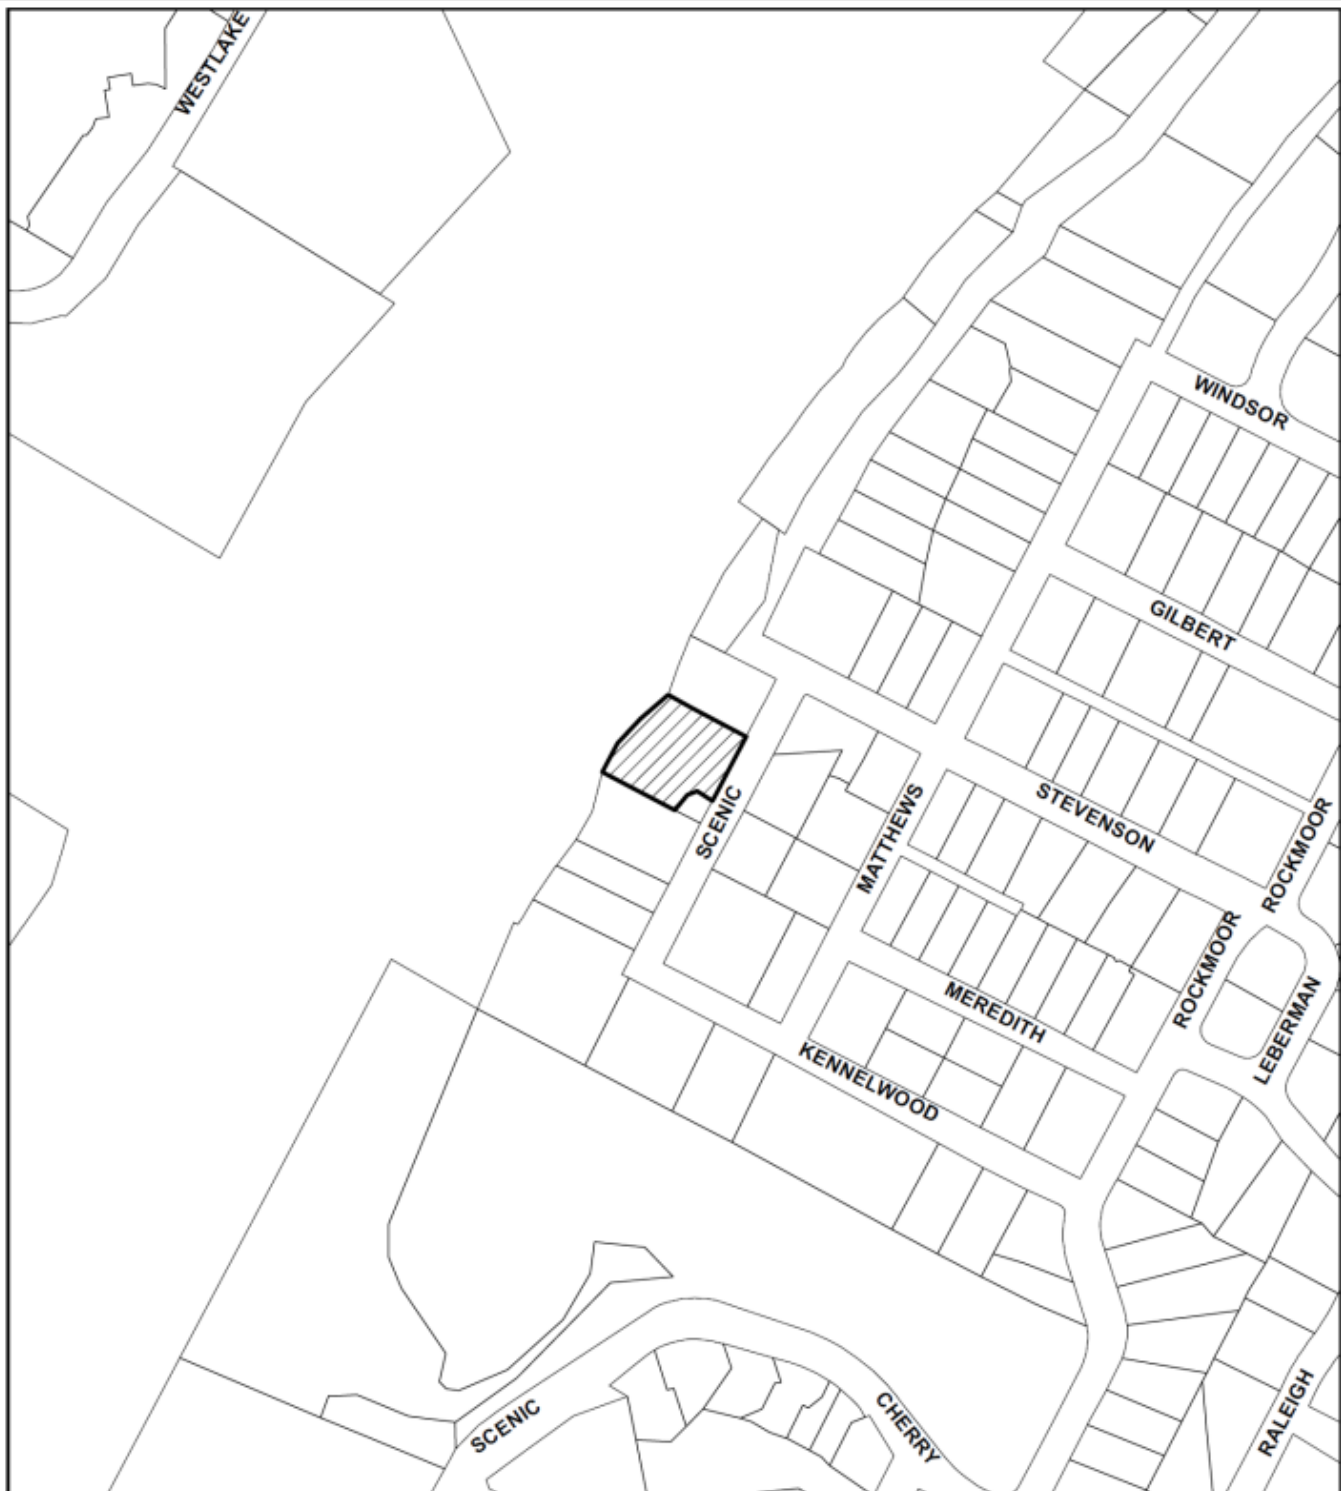 WESTLAKE
WINDSOR
GILBERT
STEVENSON
SCENIC
MATTHEWS
ROCKMOOR
ROCKMOOR
MEREDITH
LEBERMAN
KENNELWOOD
SCENIC
CHERRY
RALEIGH